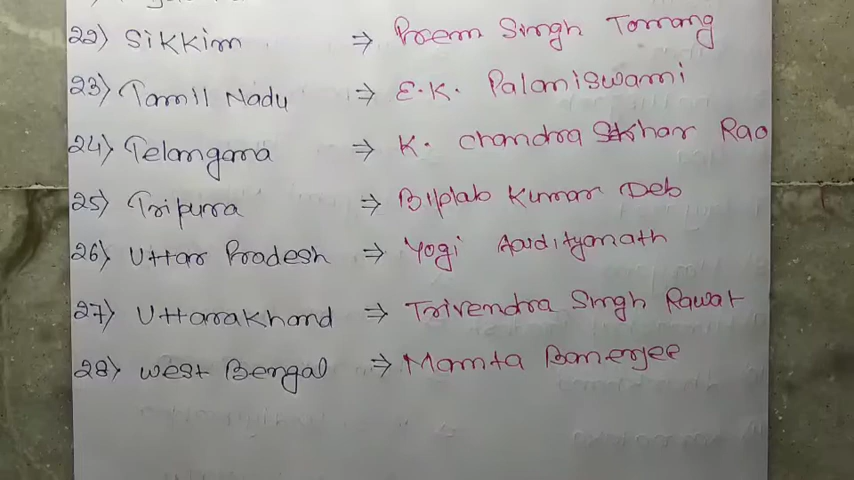 22) Sikkim ⇒ Prem Singh Tamang
23) Tamil Nadu ⇒ E.K. Palaniswami
24) Telangana ⇒ K. Chandra Skhar Rao
25) Tripura ⇒ Biplab Kumar Deb
26) Uttar Pradesh ⇒ Yogi Aadityanath
27) Uttarakhand ⇒ Trivendra Singh Rawat
28) West Bengal ⇒ Mamta Banerjee